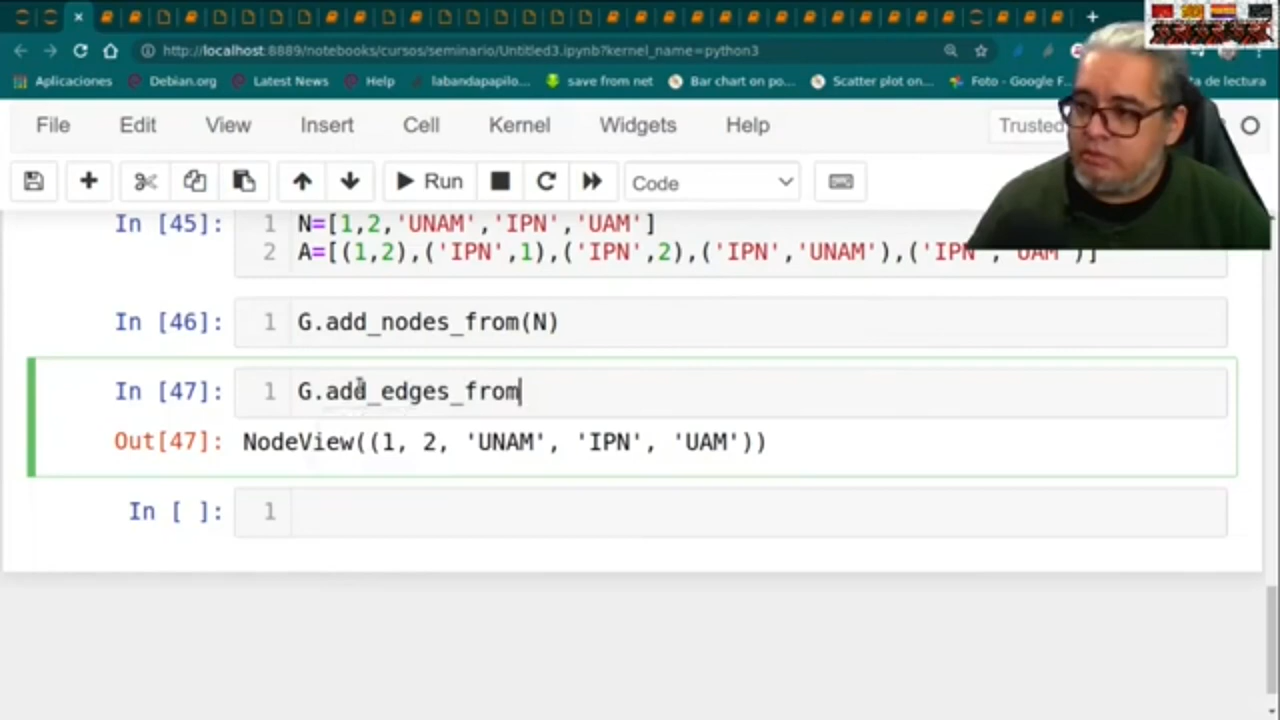 http://localhost:8889/notebooks/cursos/seminario/Untitled3.ipynb?kernel_name=python3
Aplicaciones Debian.org Latest News Help labandapapilo... save from net Bar chart on po... Scatter plot on... Foto - Google F... de lectura
File Edit View Insert Cell Kernel Widgets Help Trusted
Run Code
In [45]: 1 N=[1,2,'UNAM','IPN','UAM']
2 A=[(1,2),('IPN',1),('IPN',2),('IPN','UNAM'),('IPN','UAM')]
In [46]: 1 G.add_nodes_from(N)
In [47]: 1 G.add_edges_from
Out[47]: NodeView((1, 2, 'UNAM', 'IPN', 'UAM'))
In [ ]: 1